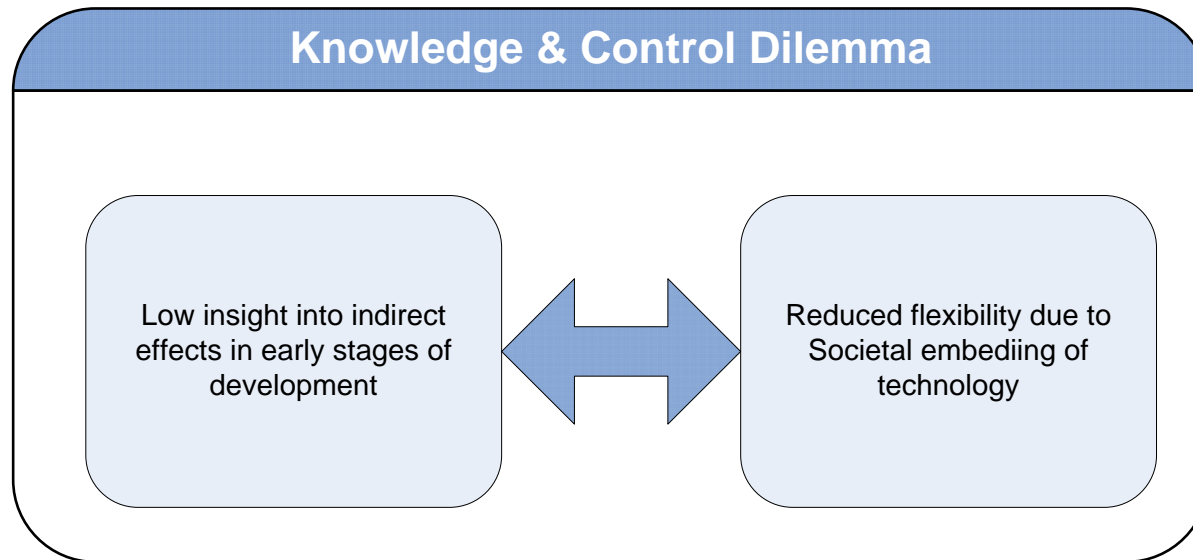 Knowledge & Control Dilemma
Low insight into indirect
effects in early stages of
development
Reduced flexibility due to
Societal embediing of
technology